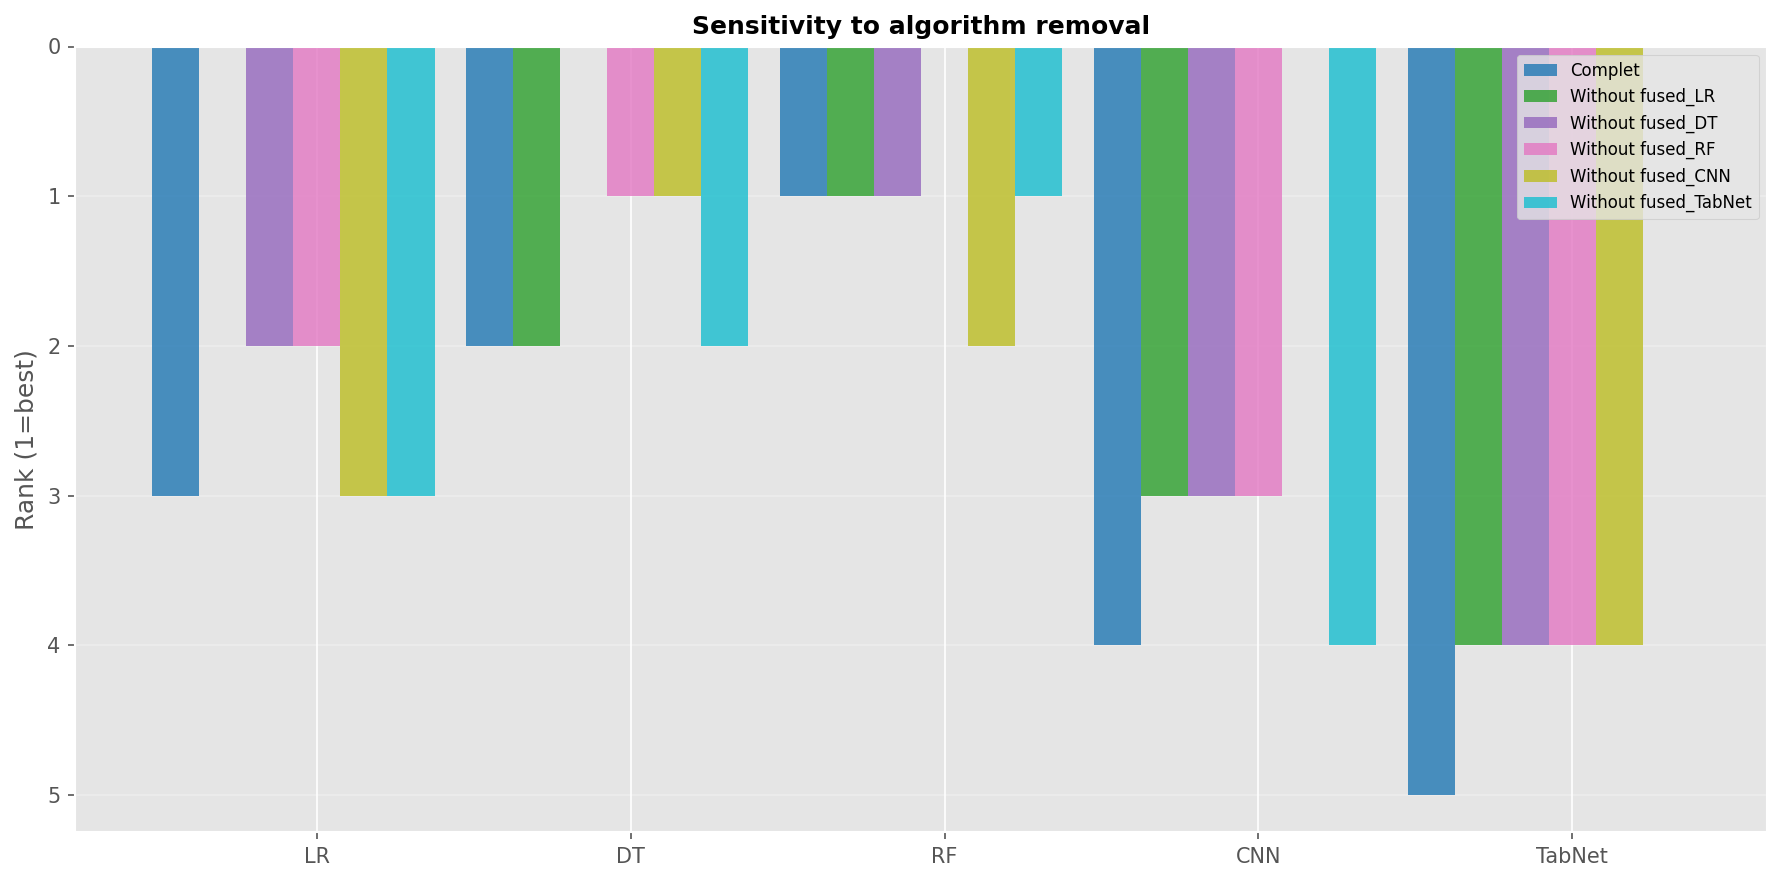 Sensitivity to algorithm removal
Rank (1=best)
0
1
2
3
4
5
Complet
Without fused_LR
Without fused_DT
Without fused_RF
Without fused_CNN
Without fused_TabNet
LR
DT
RF
CNN
TabNet